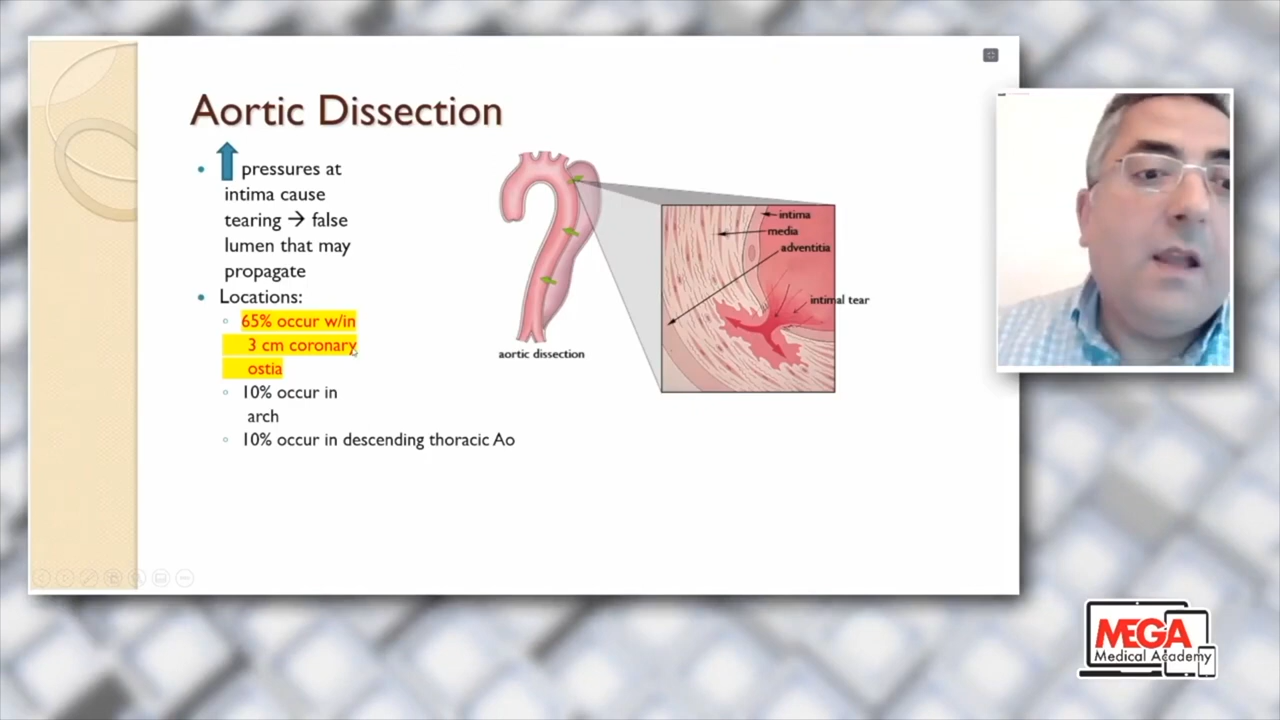 Aortic Dissection
pressures at
intima cause
tearing → false
lumen that may
propagate
Locations:
65% occur w/in
3 cm coronary
ostia
10% occur in
arch
10% occur in descending thoracic Ao
aortic dissection
intima
media
adventitia
intimal tear
MEGA
Medical Academy